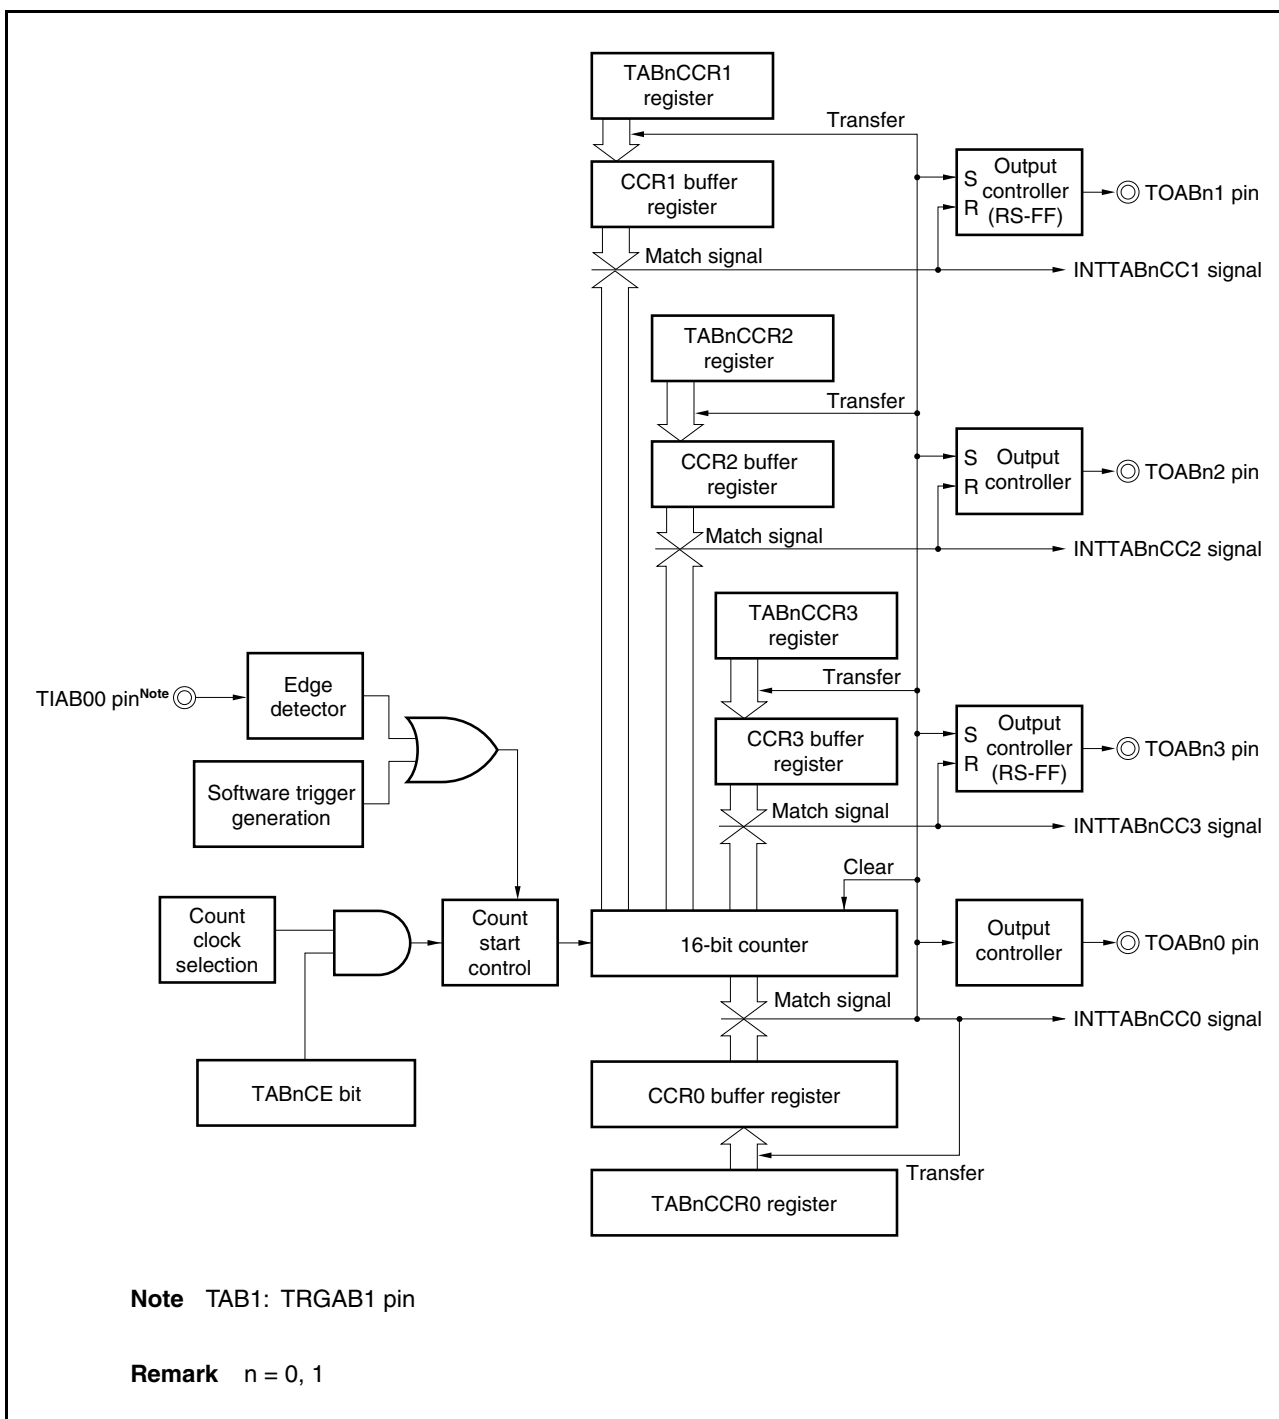 TABnCCR1
register
Transfer
CCR1 buffer
register
S
R
Output
controller
(RS-FF)
TOABn1 pin
Match signal
INTTABnCC1 signal
TABnCCR2
register
Transfer
CCR2 buffer
register
S
R
Output
controller
TOABn2 pin
Match signal
INTTABnCC2 signal
TABnCCR3
register
Transfer
TIAB00 pinNote
Edge
detector
CCR3 buffer
register
S
R
Output
controller
(RS-FF)
TOABn3 pin
Software trigger
generation
Match signal
INTTABnCC3 signal
Clear
Count
clock
selection
Count
start
control
16-bit counter
Output
controller
TOABn0 pin
Match signal
INTTABnCC0 signal
TABnCE bit
CCR0 buffer register
Transfer
TABnCCR0 register
Note TAB1: TRGAB1 pin
Remark n = 0, 1